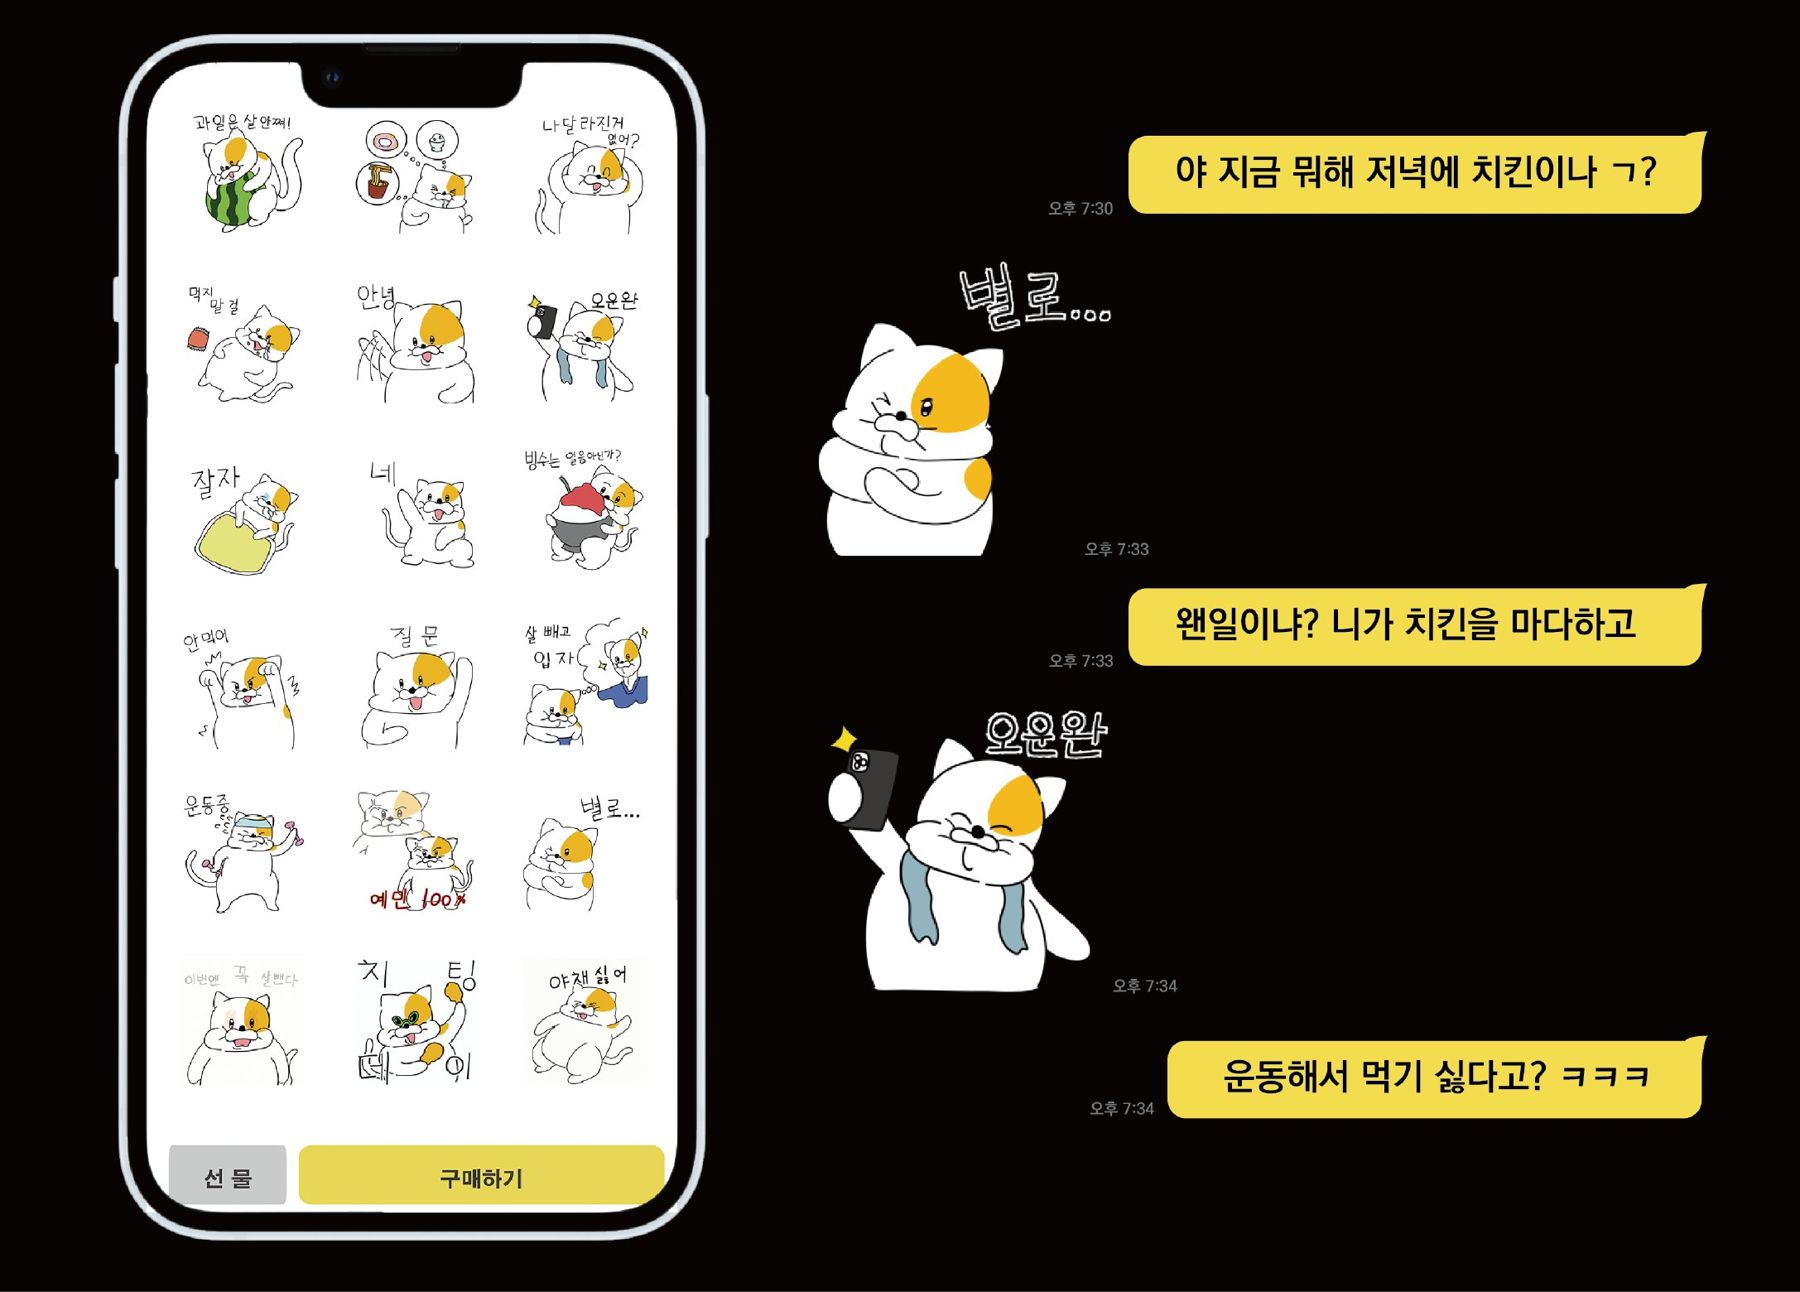 과일은 살 안쪄!
나 달라진거
없어?
먹지
말 걸
안녕
오운완
잘자
네
빙수는 얼음아닌가?
안 먹어
질문
살 빼고
입자
운동중
예민 100%
별로...
이번엔 꼭 살뺀다
치 팅
데 이
야채 싫어
선 물
구매하기
야 지금 뭐해 저녁에 치킨이나 ㄱ?
오후 7:30
별로...
오후 7:33
왠일이냐? 니가 치킨을 마다하고
오후 7:33
오운완
오후 7:34
운동해서 먹기 싫다고? ㅋㅋㅋ
오후 7:34